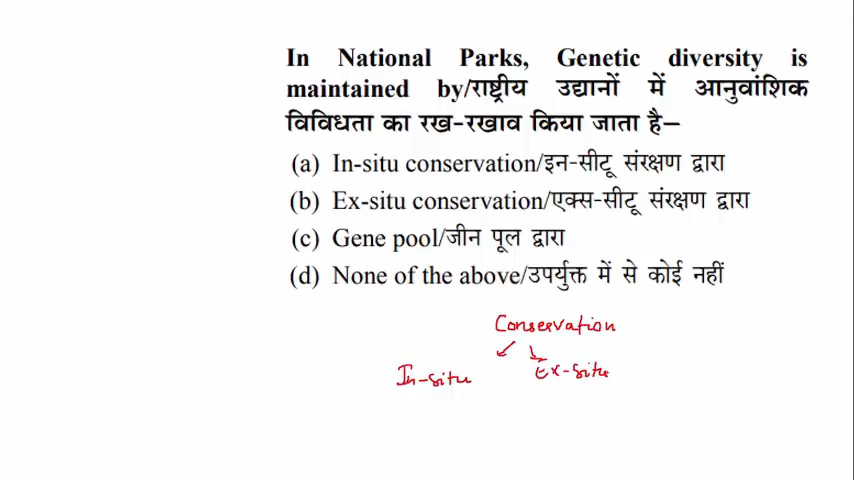 In National Parks, Genetic diversity is
maintained by/राष्ट्रीय उद्यानों में आनुवांशिक
विविधता का रख-रखाव किया जाता है–
(a) In-situ conservation/इन-सीटू संरक्षण द्वारा
(b) Ex-situ conservation/एक्स-सीटू संरक्षण द्वारा
(c) Gene pool/जीन पूल द्वारा
(d) None of the above/उपर्युक्त में से कोई नहीं
Conservation
In-situ
Ex-situ